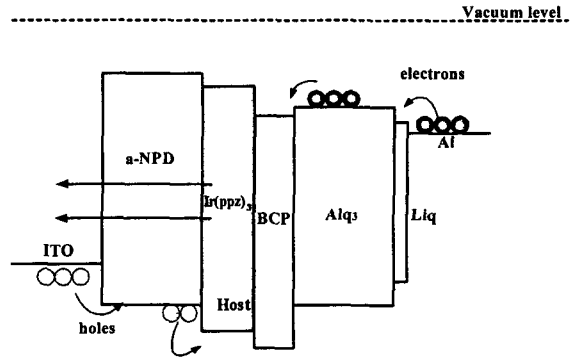 Vacuum level
electrons
Al
a-NPD
Ir(ppz)3
BCP
Alq3
Liq
ITO
Host
holes